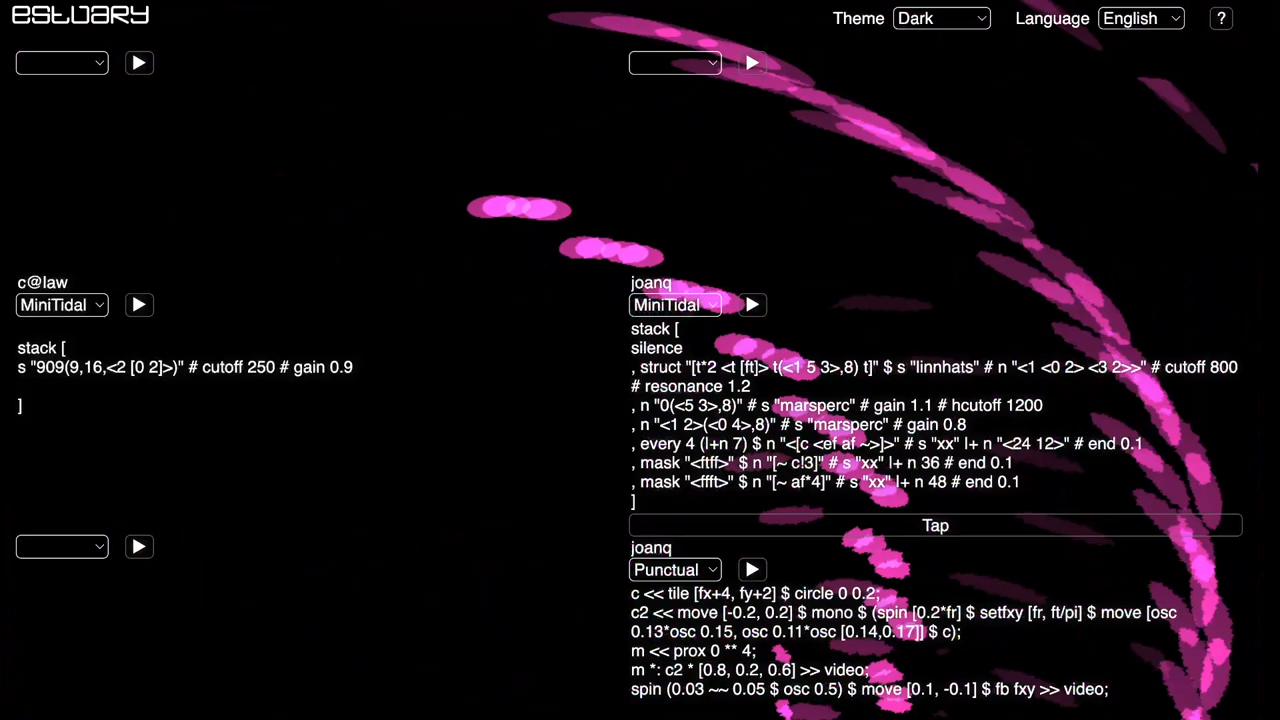 estuary
Theme Dark Language English ?
c@law
MiniTidal
stack [
s "909(9,16,<2 [0 2]>)" # cutoff 250 # gain 0.9
]
joanq
MiniTidal
stack [
silence
, struct "[t*2 <t [ft]> t(<1 5 3>,8) t]" $ s "linnhats" # n "<1 <0 2> <3 2>>" # cutoff 800
# resonance 1.2
, n "0(<5 3>,8)" # s "marsperc" # gain 1.1 # hcutoff 1200
, n "<1 2>(<0 4>,8)" # s "marsperc" # gain 0.8
, every 4 (|+n 7) $ n "<[c <ef af ~>]>" # s "xx" |+ n "<24 12>" # end 0.1
, mask "<ftff>" $ n "[~ c!3]" # s "xx" |+ n 36 # end 0.1
, mask "<ffft>" $ n "[~ af*4]" # s "xx" |+ n 48 # end 0.1
]
Tap
joanq
Punctual
c << tile [fx+4, fy+2] $ circle 0 0.2;
c2 << move [-0.2, 0.2] $ mono $ (spin [0.2*fr] $ setfxy [fr, ft/pi] $ move [osc
0.13*osc 0.15, osc 0.11*osc [0.14,0.17]] $ c);
m << prox 0 ** 4;
m *: c2 * [0.8, 0.2, 0.6] >> video;
spin (0.03 ~~ 0.05 $ osc 0.5) $ move [0.1, -0.1] $ fb fxy >> video;